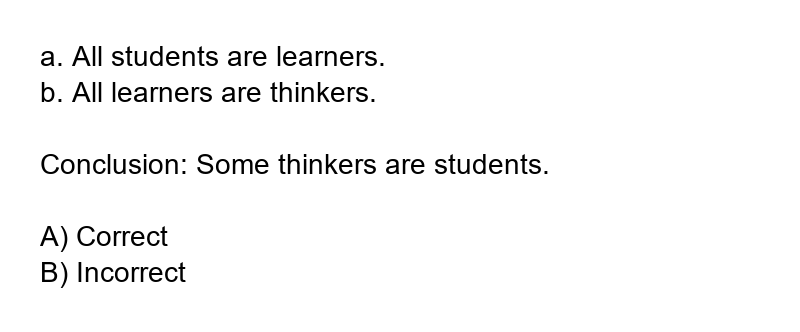 a. All students are learners.
b. All learners are thinkers.
Conclusion: Some thinkers are students.
A) Correct
B) Incorrect